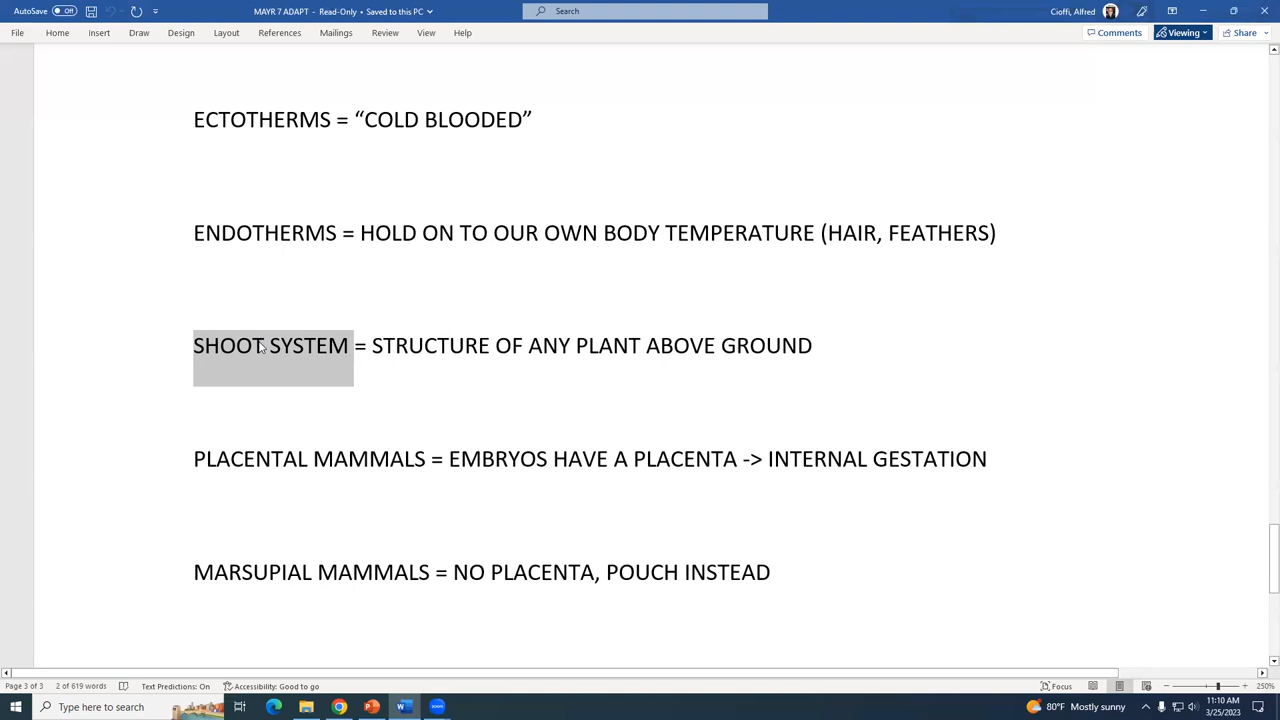 AutoSave Off MAYR 7 ADAPT - Read-Only • Saved to this PC Search Cioffi, Alfred
File Home Insert Draw Design Layout References Mailings Review View Help Comments Viewing Share
ECTOTHERMS = “COLD BLOODED”
ENDOTHERMS = HOLD ON TO OUR OWN BODY TEMPERATURE (HAIR, FEATHERS)
SHOOT SYSTEM = STRUCTURE OF ANY PLANT ABOVE GROUND
PLACENTAL MAMMALS = EMBRYOS HAVE A PLACENTA -> INTERNAL GESTATION
MARSUPIAL MAMMALS = NO PLACENTA, POUCH INSTEAD
Page 3 of 3 2 of 619 words Text Predictions: On Accessibility: Good to go Focus 250%
Type here to search zoom 80°F Mostly sunny 11:10 AM
3/25/2023